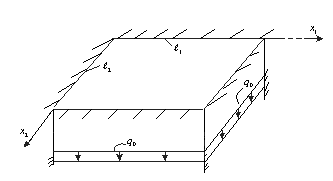 x₁
ℓ₁
ℓ₂
q₀
x₂
q₀